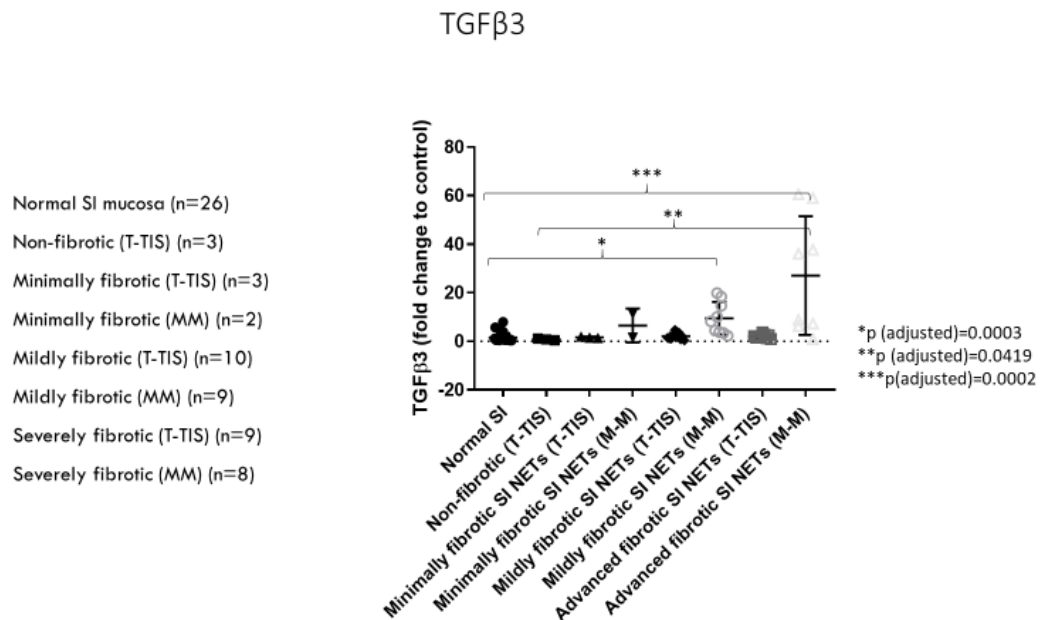 TGFβ3
Normal SI mucosa (n=26)
Non-fibrotic (T-TIS) (n=3)
Minimally fibrotic (T-TIS) (n=3)
Minimally fibrotic (MM) (n=2)
Mildly fibrotic (T-TIS) (n=10)
Mildly fibrotic (MM) (n=9)
Severely fibrotic (T-TIS) (n=9)
Severely fibrotic (MM) (n=8)
TGFβ3 (fold change to control)
80
60
40
20
0
-20
***
**
*
Normal SI
Non-fibrotic (T-TIS)
Minimally fibrotic SI NETs (T-TIS)
Minimally fibrotic SI NETs (M-M)
Mildly fibrotic SI NETs (T-TIS)
Mildly fibrotic SI NETs (M-M)
Advanced fibrotic SI NETs (T-TIS)
Advanced fibrotic SI NETs (M-M)
*p (adjusted)=0.0003
**p (adjusted)=0.0419
***p(adjusted)=0.0002